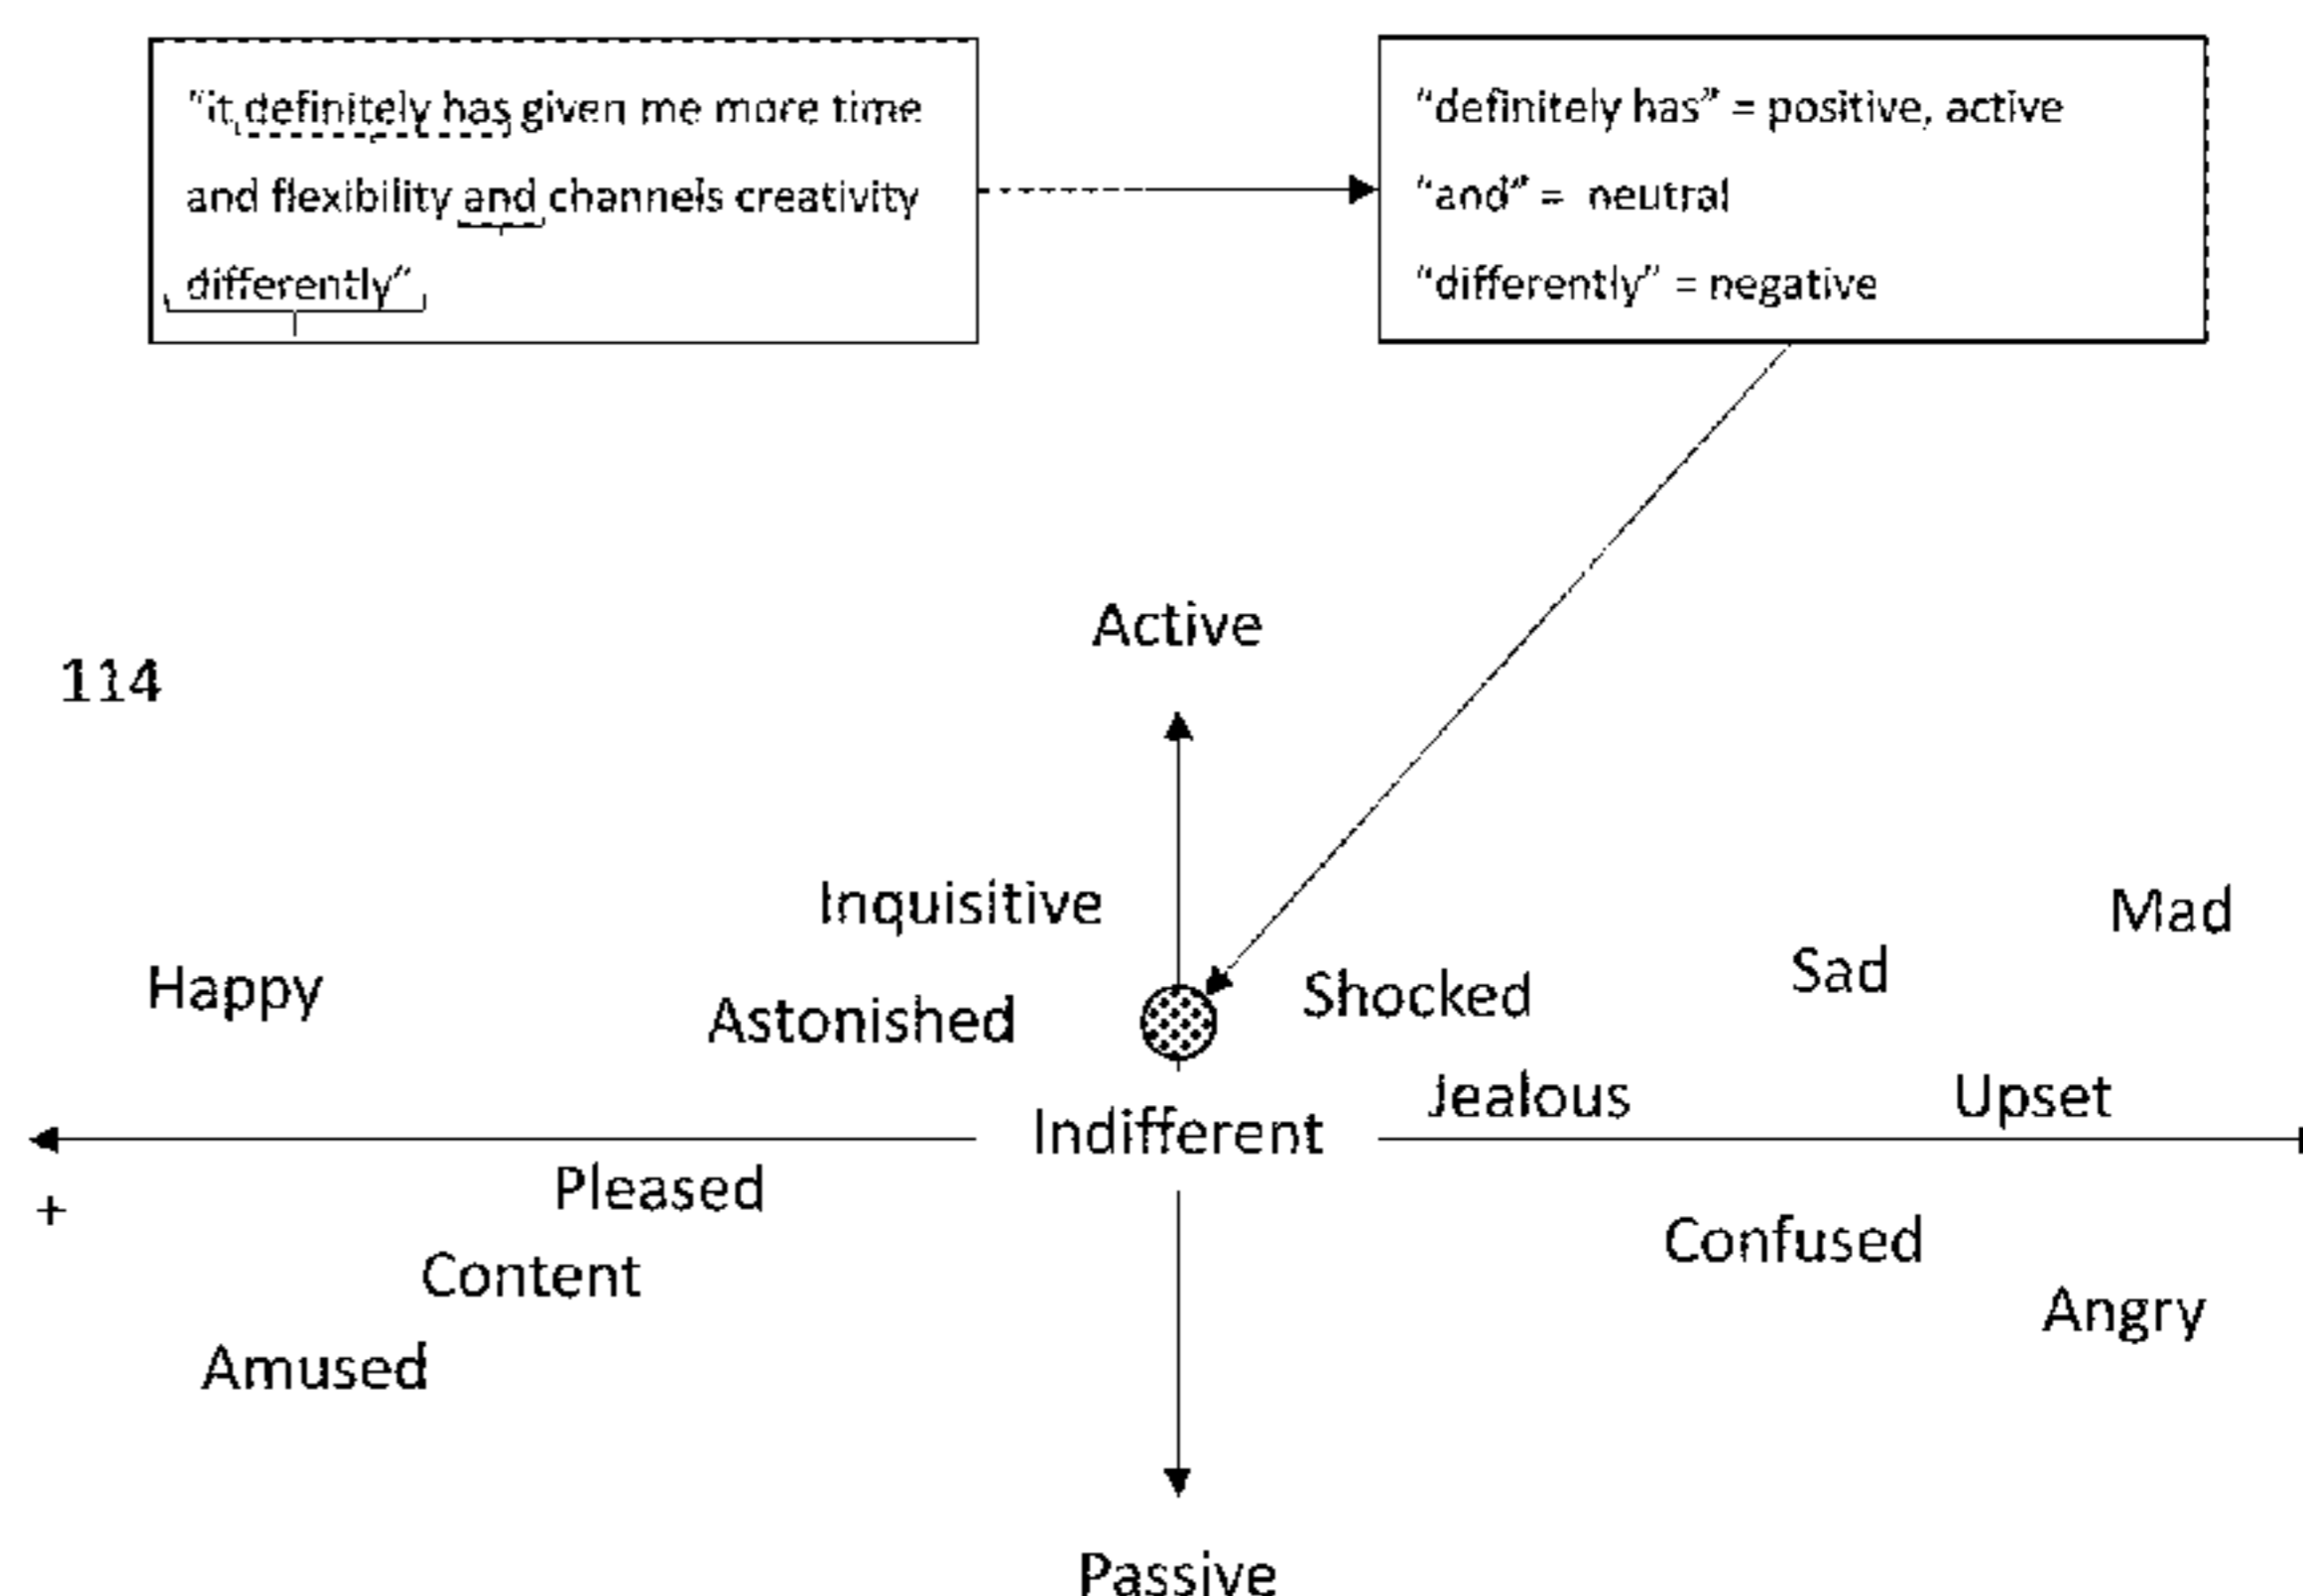 “it definitely has given me more time
and flexibility and channels creativity
differently”
“definitely has” = positive, active
“and” = neutral
“differently” = negative
Active
114
Inquisitive
Mad
Sad
Happy
Shocked
Astonished
Jealous
Upset
Indifferent
Pleased
+
Confused
Content
Angry
Amused
Passive